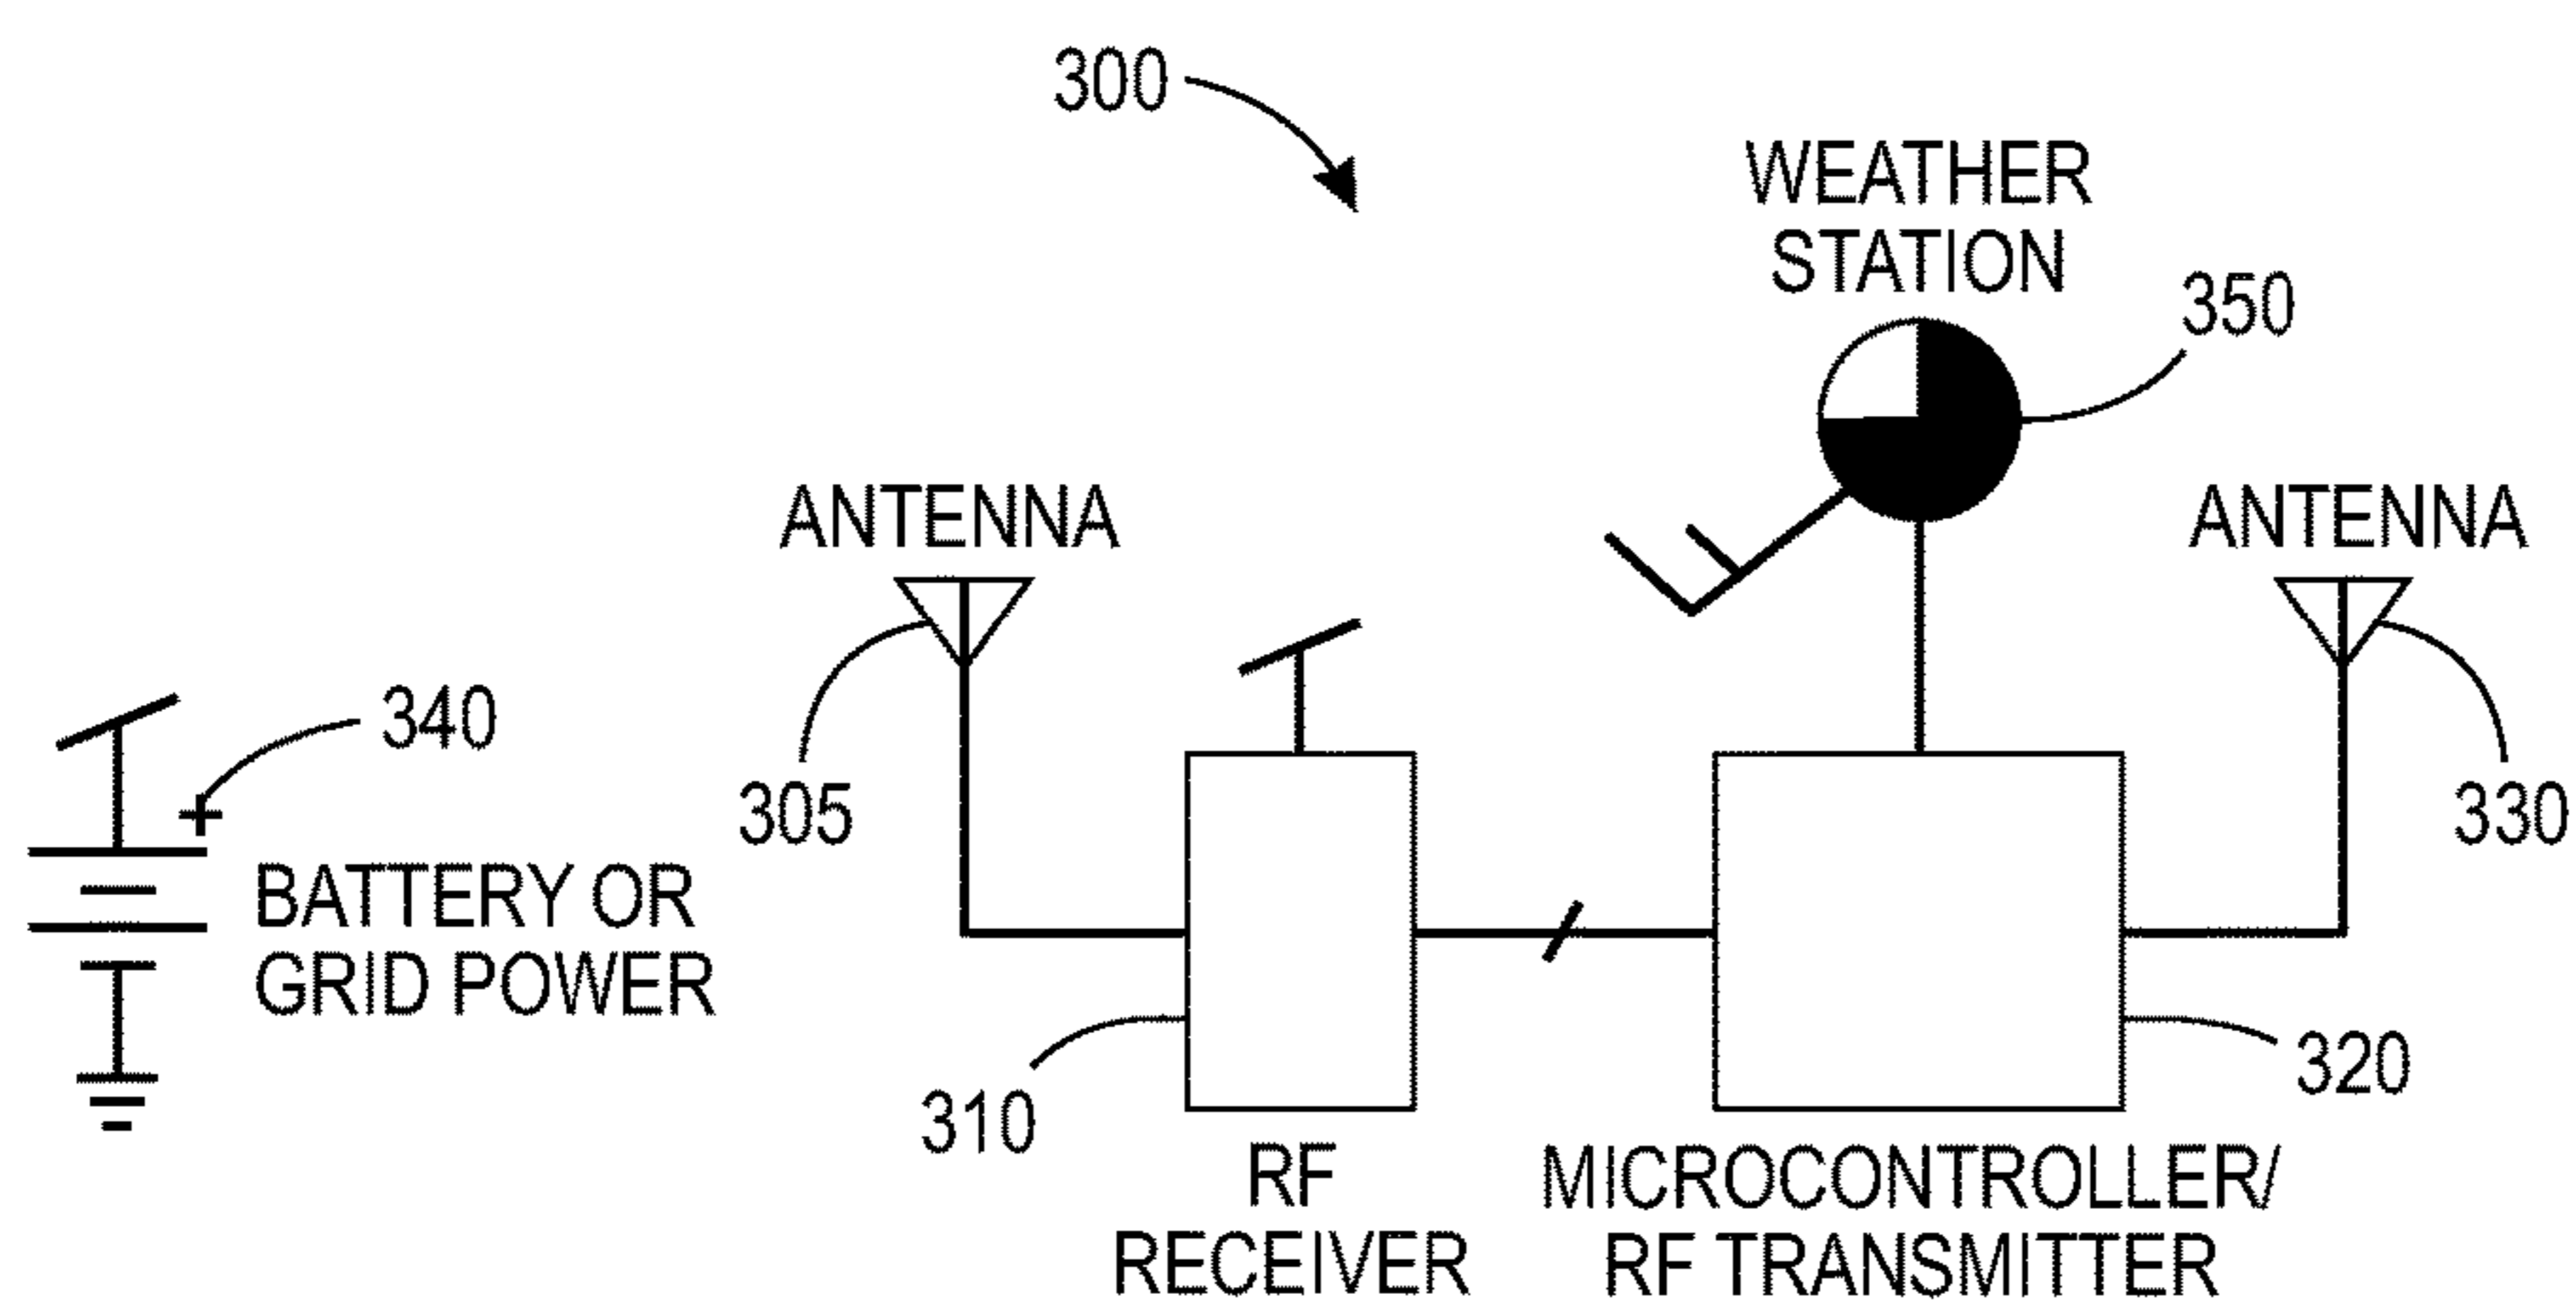 300
WEATHER
STATION
350
ANTENNA
ANTENNA
340
305
330
+
BATTERY OR
GRID POWER
310
320
RF
RECEIVER
MICROCONTROLLER/
RF TRANSMITTER